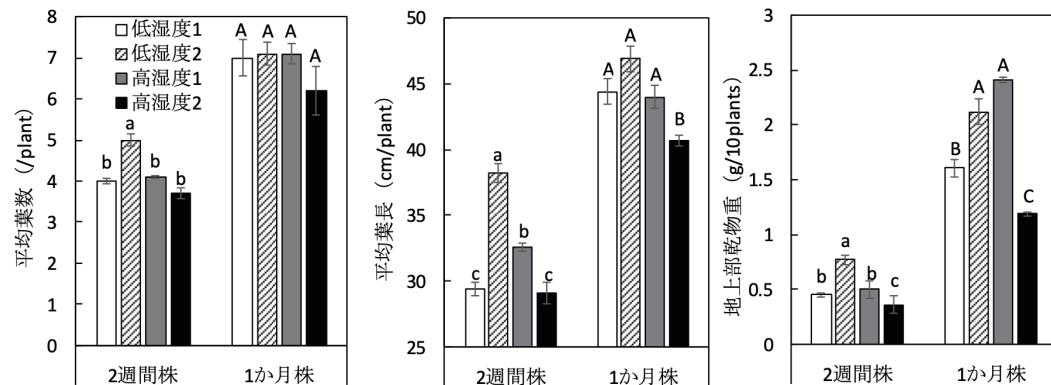 平均葉数（/plant）
8
7
6
5
4
3
2
1
0
低湿度1
低湿度2
高湿度1
高湿度2
b
a
b
b
A
A
A
A
2週間株
1か月株
平均葉長（cm/plant）
50
45
40
35
30
25
c
a
b
c
A
A
A
B
2週間株
1か月株
地上部乾物重（g/10plants）
3
2.5
2
1.5
1
0.5
0
b
a
b
c
B
A
A
C
2週間株
1か月株